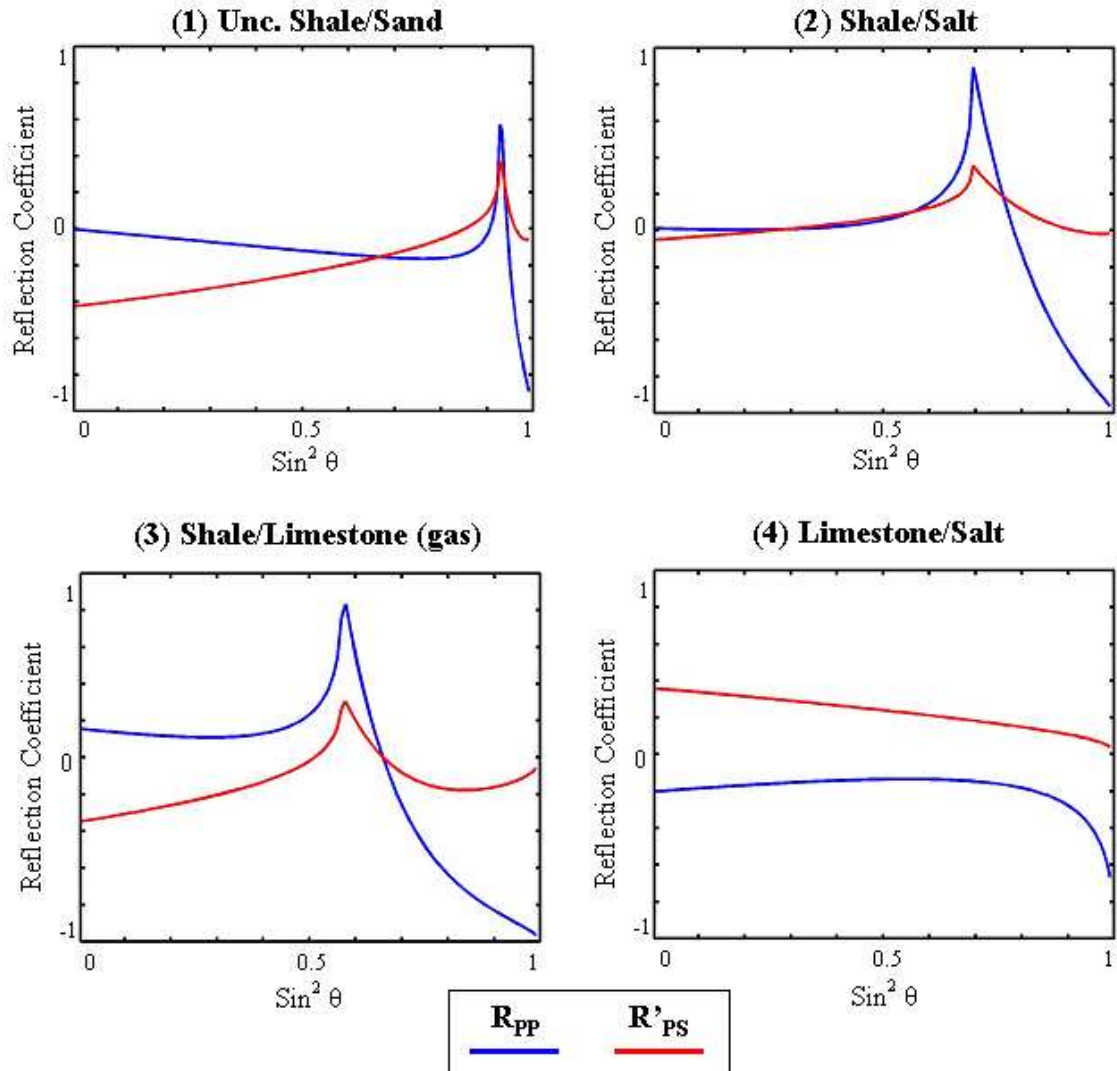 (1) Unc. Shale/Sand
1
0
-1
Reflection Coefficient
0 0.5 1
Sin² θ
(2) Shale/Salt
1
0
-1
Reflection Coefficient
0 0.5 1
Sin² θ
(3) Shale/Limestone (gas)
1
0
-1
Reflection Coefficient
0 0.5 1
Sin² θ
(4) Limestone/Salt
1
0
-1
Reflection Coefficient
0 0.5 1
Sin² θ
R_PP R'_PS